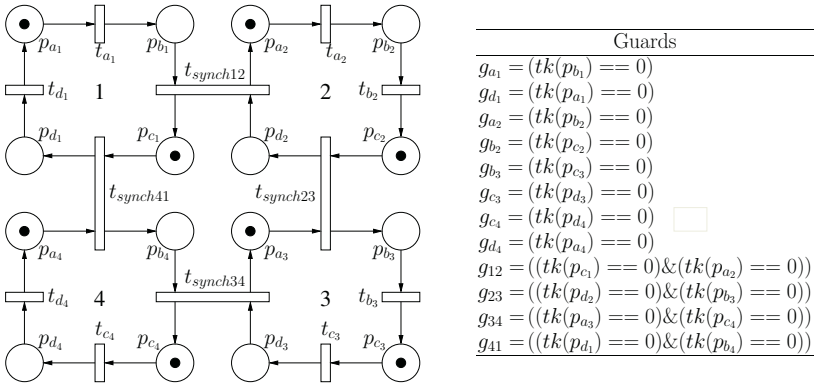 p_{a_1} t_{a_1} p_{b_1} p_{a_2} t_{a_2} p_{b_2}
t_{synch12}
t_{d_1} 1 2 t_{b_2}
p_{d_1} p_{c_1} p_{d_2} p_{c_2}
t_{synch41} t_{synch23}
p_{a_4} p_{b_4} p_{a_3} p_{b_3}
t_{synch34}
t_{d_4} 4 3 t_{b_3}
p_{d_4} t_{c_4} p_{c_4} p_{d_3} t_{c_3} p_{c_3}
Guards
g_{a_1} = (tk(p_{b_1}) == 0)
g_{d_1} = (tk(p_{a_1}) == 0)
g_{a_2} = (tk(p_{b_2}) == 0)
g_{b_2} = (tk(p_{c_2}) == 0)
g_{b_3} = (tk(p_{c_3}) == 0)
g_{c_3} = (tk(p_{d_3}) == 0)
g_{c_4} = (tk(p_{d_4}) == 0)
g_{d_4} = (tk(p_{a_4}) == 0)
g_{12} = ((tk(p_{c_1}) == 0)&(tk(p_{a_2}) == 0))
g_{23} = ((tk(p_{d_2}) == 0)&(tk(p_{b_3}) == 0))
g_{34} = ((tk(p_{a_3}) == 0)&(tk(p_{c_4}) == 0))
g_{41} = ((tk(p_{d_1}) == 0)&(tk(p_{b_4}) == 0))